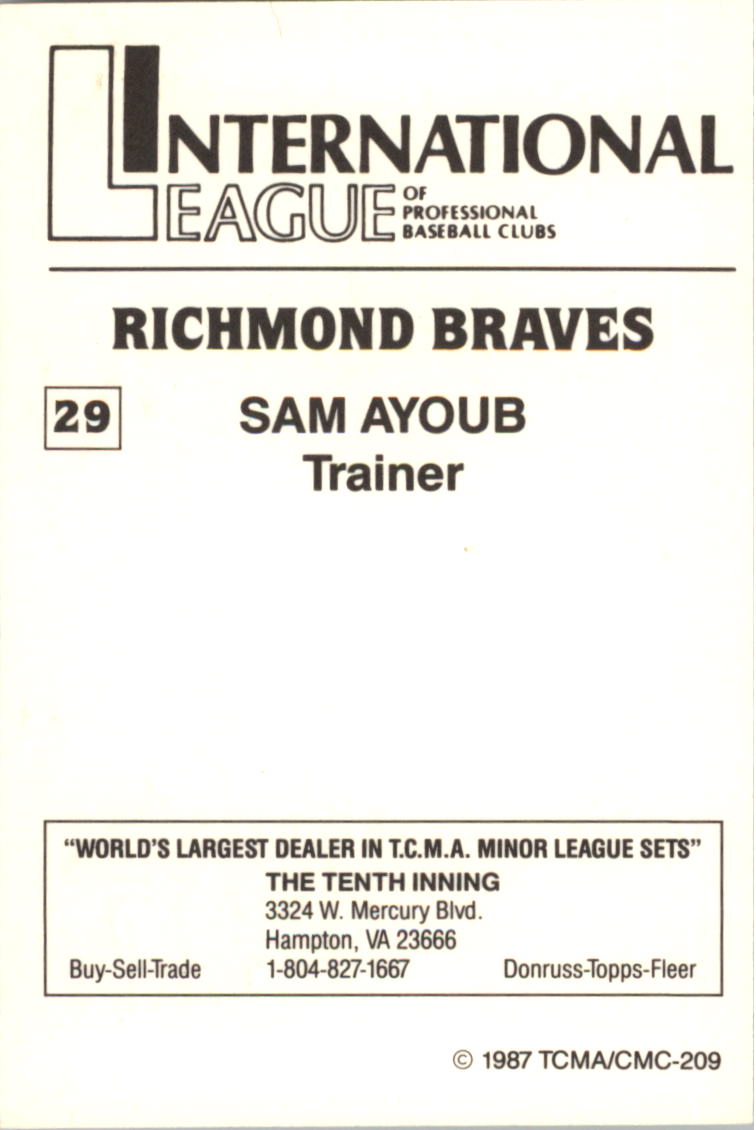 INTERNATIONAL
LEAGUE OF
PROFESSIONAL
BASEBALL CLUBS
RICHMOND BRAVES
29 SAM AYOUB
Trainer
"WORLD'S LARGEST DEALER IN T.C.M.A. MINOR LEAGUE SETS"
THE TENTH INNING
3324 W. Mercury Blvd.
Hampton, VA 23666
Buy-Sell-Trade 1-804-827-1667 Donruss-Topps-Fleer
© 1987 TCMA/CMC-209